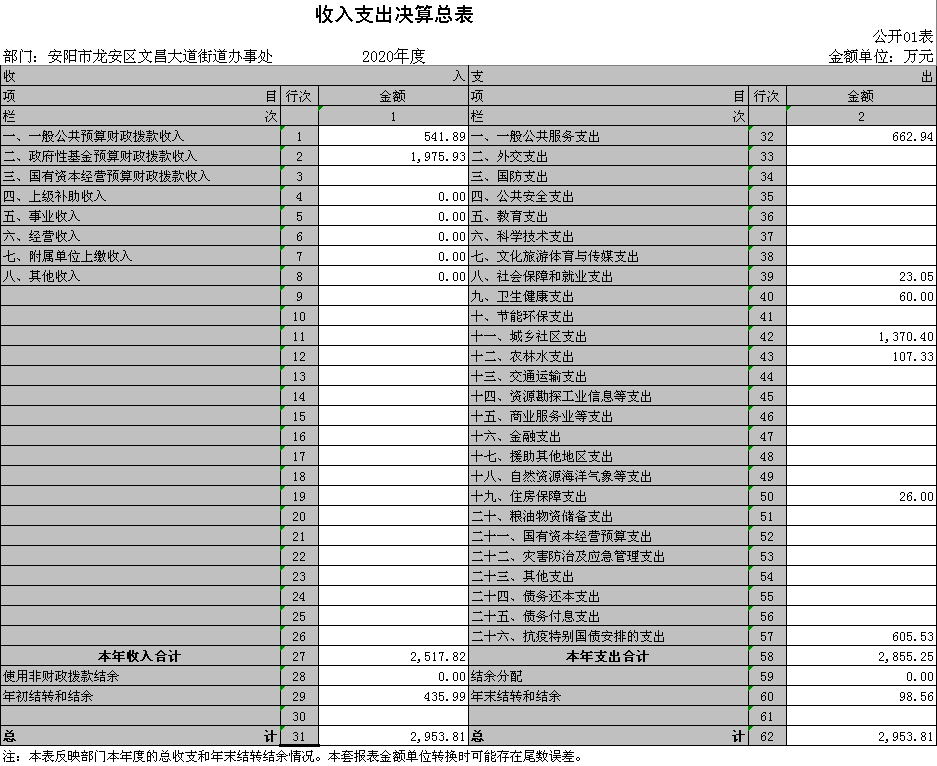 收入支出决算总表
公开01表
部门：安阳市龙安区文昌大道街道办事处 2020年度 金额单位：万元
收 入 支 出
项 目 行次 金额 项 目 行次 金额
栏 次 1 栏 次 2
一、一般公共预算财政拨款收入 1 541.89 一、一般公共服务支出 32 662.94
二、政府性基金预算财政拨款收入 2 1,975.93 二、外交支出 33
三、国有资本经营预算财政拨款收入 3 三、国防支出 34
四、上级补助收入 4 0.00 四、公共安全支出 35
五、事业收入 5 0.00 五、教育支出 36
六、经营收入 6 0.00 六、科学技术支出 37
七、附属单位上缴收入 7 0.00 七、文化旅游体育与传媒支出 38
八、其他收入 8 0.00 八、社会保障和就业支出 39 23.05
9 九、卫生健康支出 40 60.00
10 十、节能环保支出 41
11 十一、城乡社区支出 42 1,370.40
12 十二、农林水支出 43 107.33
13 十三、交通运输支出 44
14 十四、资源勘探工业信息等支出 45
15 十五、商业服务业等支出 46
16 十六、金融支出 47
17 十七、援助其他地区支出 48
18 十八、自然资源海洋气象等支出 49
19 十九、住房保障支出 50 26.00
20 二十、粮油物资储备支出 51
21 二十一、国有资本经营预算支出 52
22 二十二、灾害防治及应急管理支出 53
23 二十三、其他支出 54
24 二十四、债务还本支出 55
25 二十五、债务付息支出 56
26 二十六、抗疫特别国债安排的支出 57 605.53
本年收入合计 27 2,517.82 本年支出合计 58 2,855.25
使用非财政拨款结余 28 0.00 结余分配 59 0.00
年初结转和结余 29 435.99 年末结转和结余 60 98.56
30 61
总 计 31 2,953.81 总 计 62 2,953.81
注：本表反映部门本年度的总收支和年末结转结余情况。本套报表金额单位转换时可能存在尾数误差。